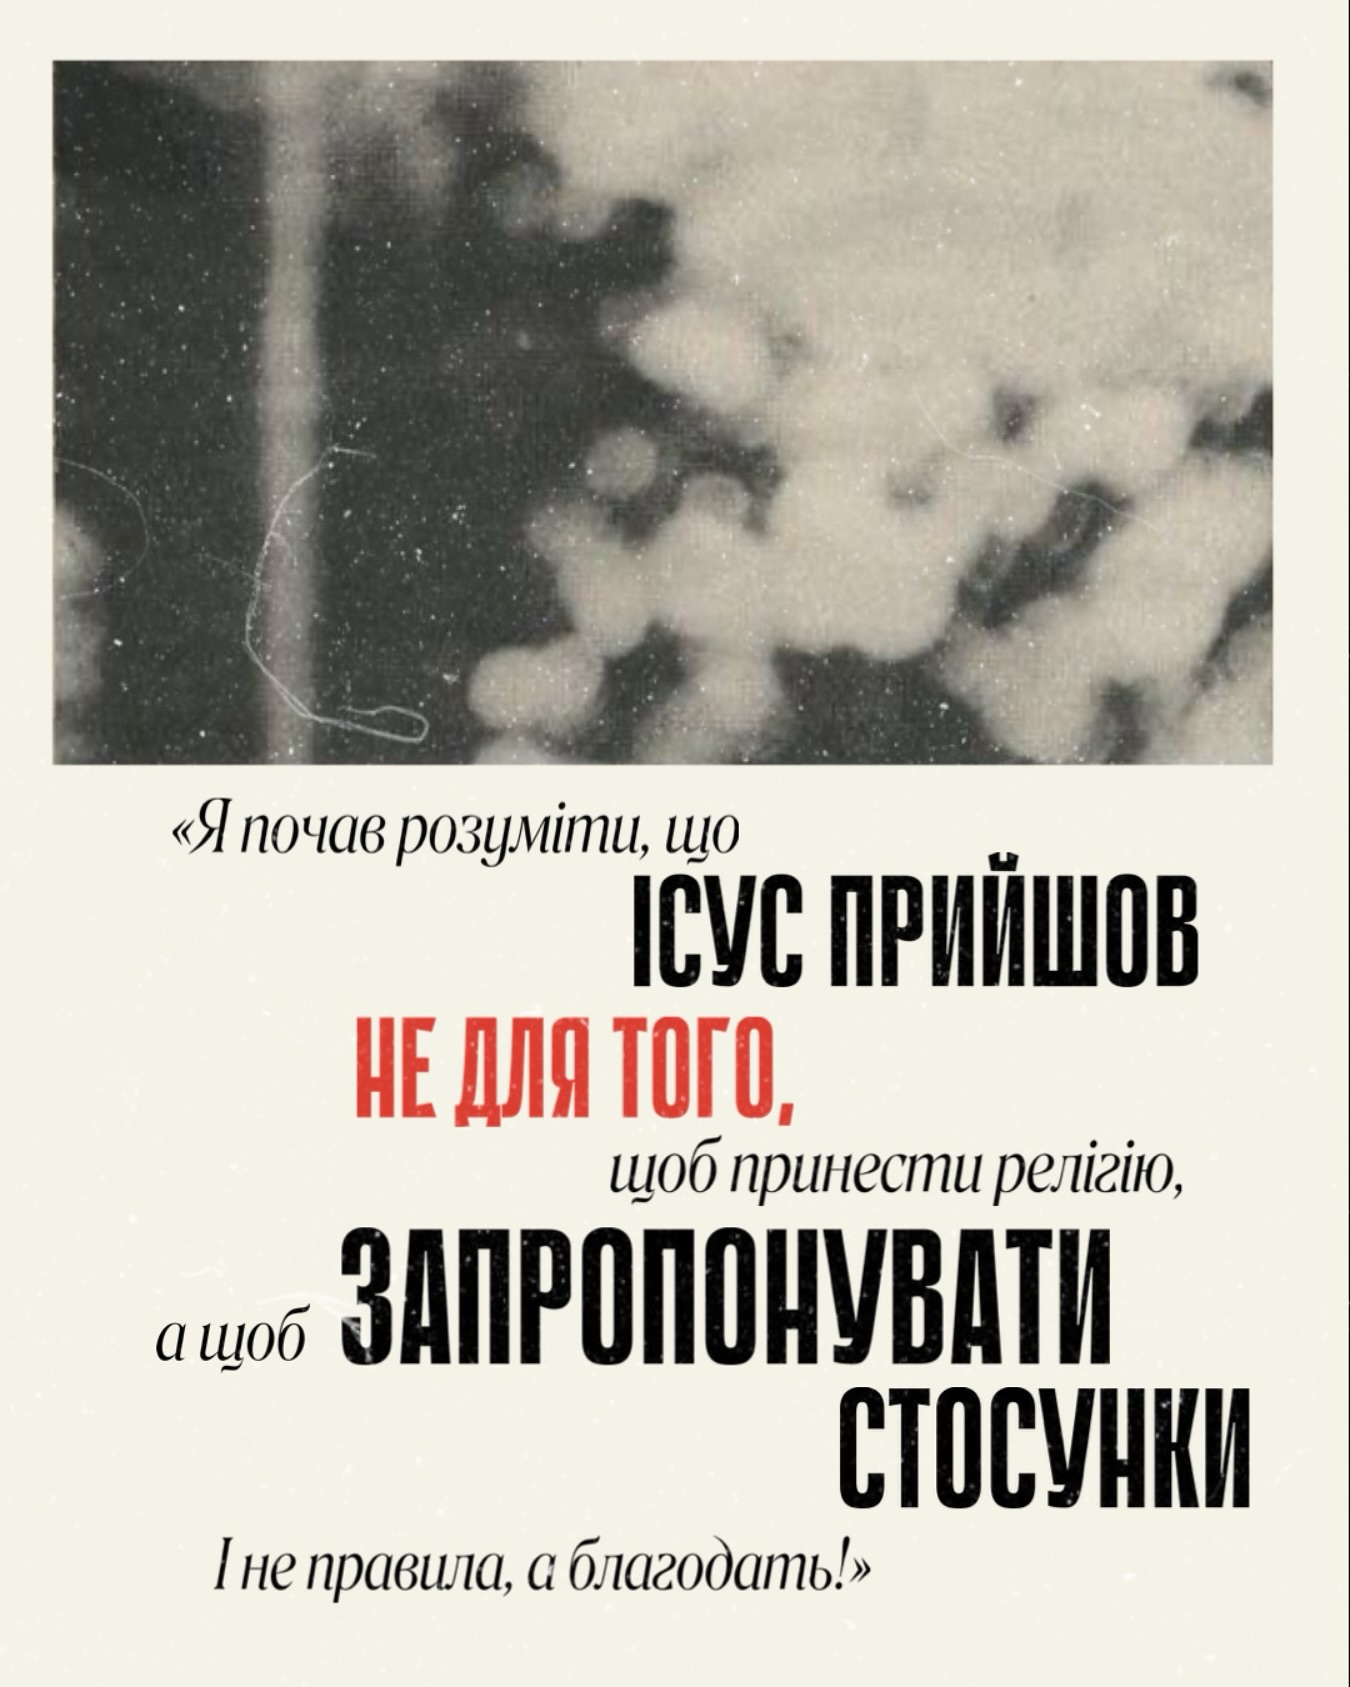 «Я почав розуміти, що
ІСУС ПРИЙШОВ
НЕ ДЛЯ ТОГО,
щоб принести релігію,
а щоб ЗАПРОПОНУВАТИ
СТОСУНКИ
І не правила, а благодать!»